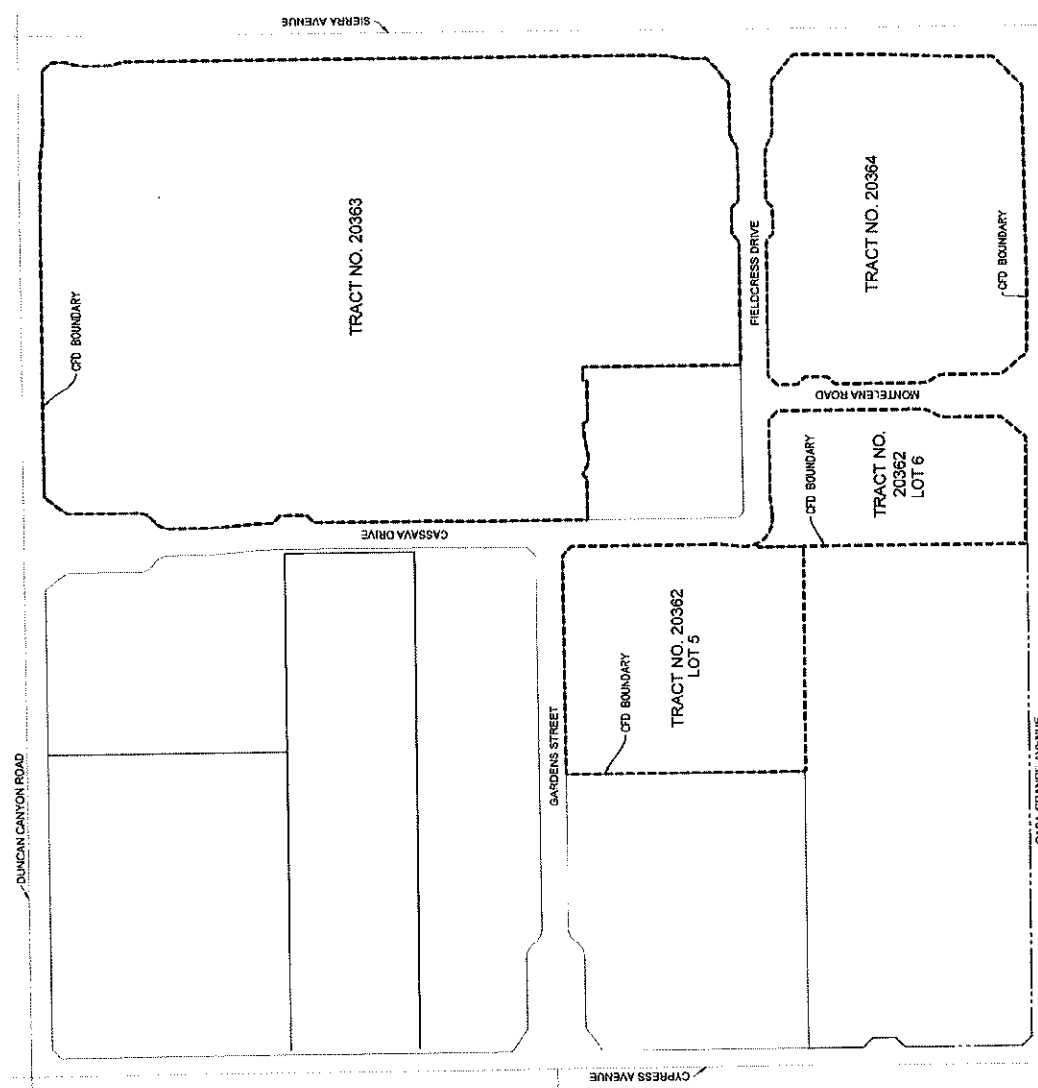 SIERRA AVENUE
TRACT NO. 20363
CFD BOUNDARY
TRACT NO. 20364
FIELDCRESS DRIVE
CFD BOUNDARY
MONTELENA ROAD
CFD BOUNDARY
TRACT NO.
20362
LOT 6
CASSAVA DRIVE
TRACT NO. 20362
LOT 5
CFD BOUNDARY
GARDENS STREET
DUNCAN CANYON ROAD
CYPRESS AVENUE